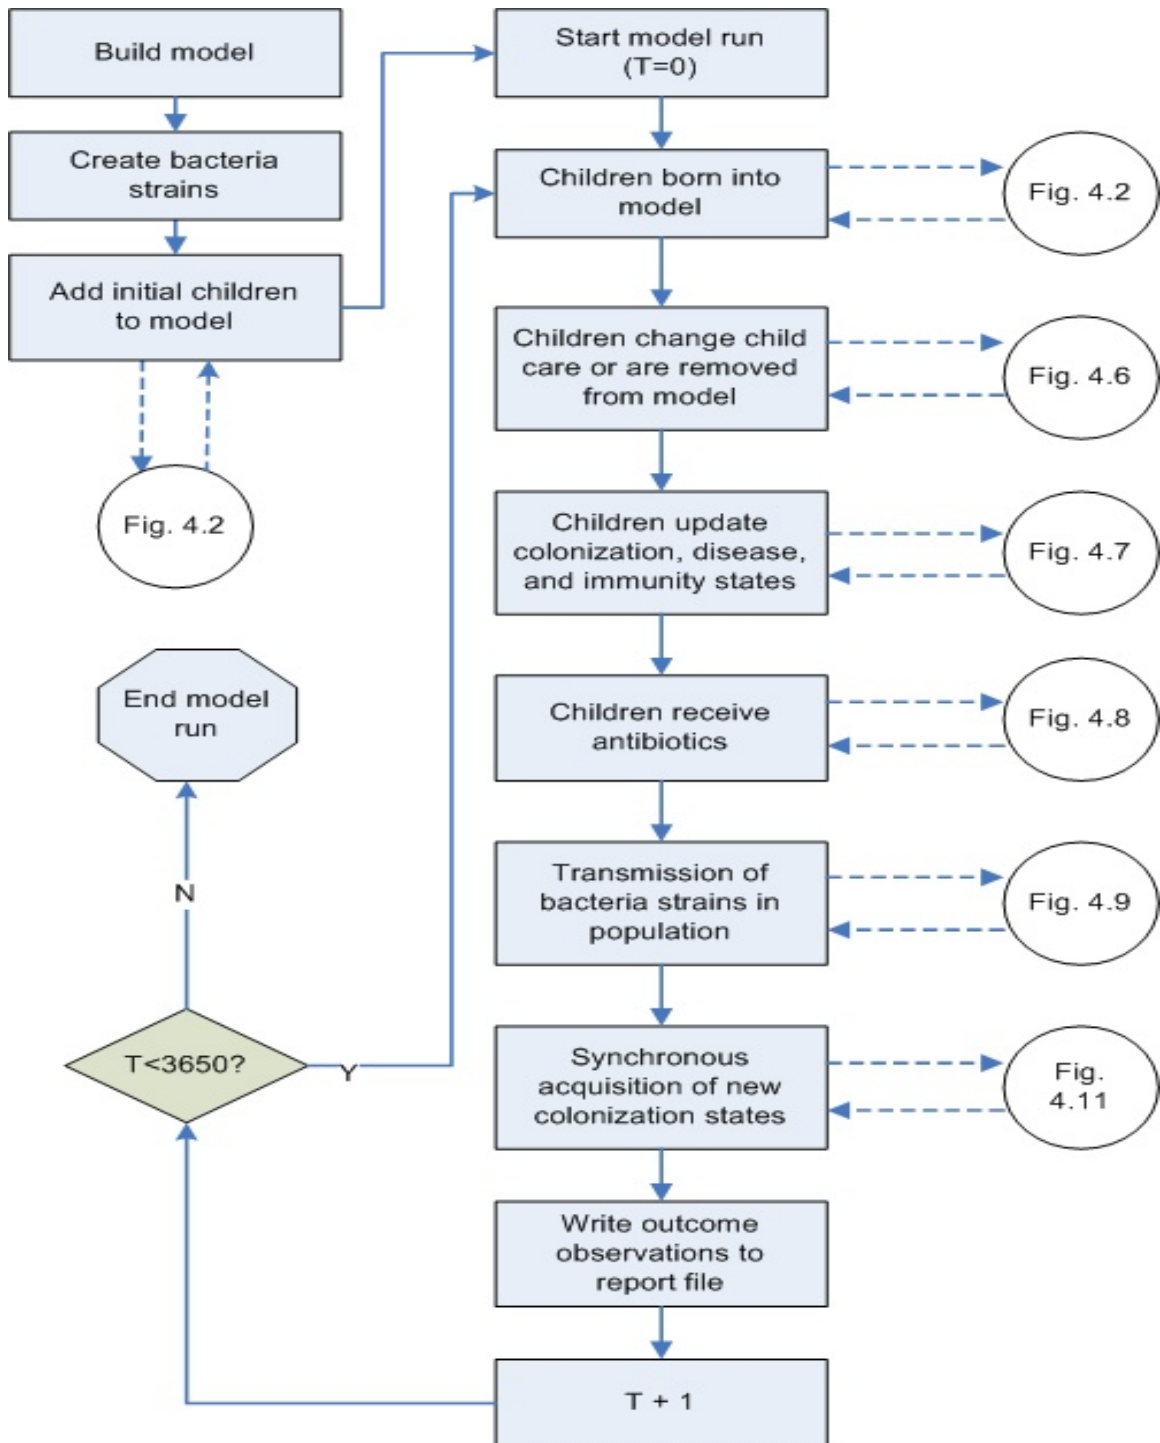 Build model
Create bacteria
strains
Add initial children
to model
Fig. 4.2
End model
run
N
T<3650?
Y
Start model run
(T=0)
Children born into
model
Fig. 4.2
Children change child
care or are removed
from model
Fig. 4.6
Children update
colonization, disease,
and immunity states
Fig. 4.7
Children receive
antibiotics
Fig. 4.8
Transmission of
bacteria strains in
population
Fig. 4.9
Synchronous
acquisition of new
colonization states
Fig.
4.11
Write outcome
observations to
report file
T + 1